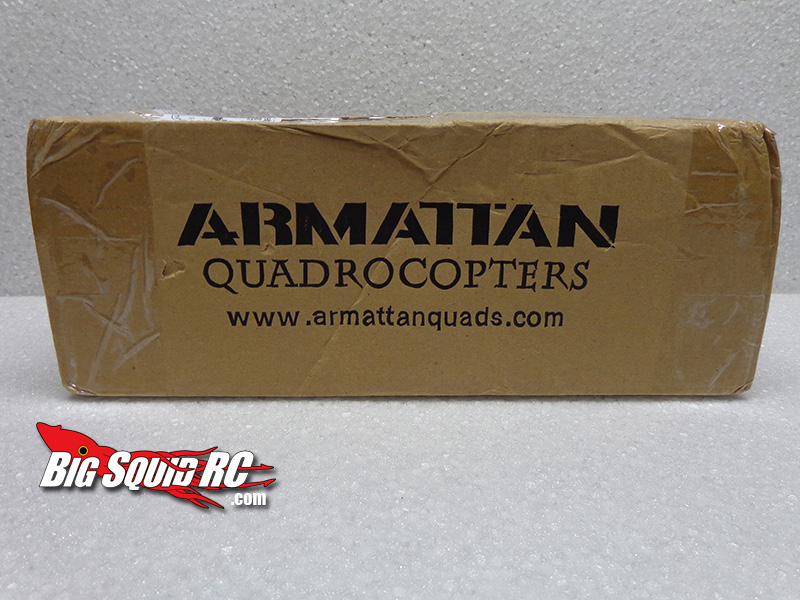 ARMATTAN
QUADROCOPTERS
www.armattanquads.com
BIG SQUID RC
.com